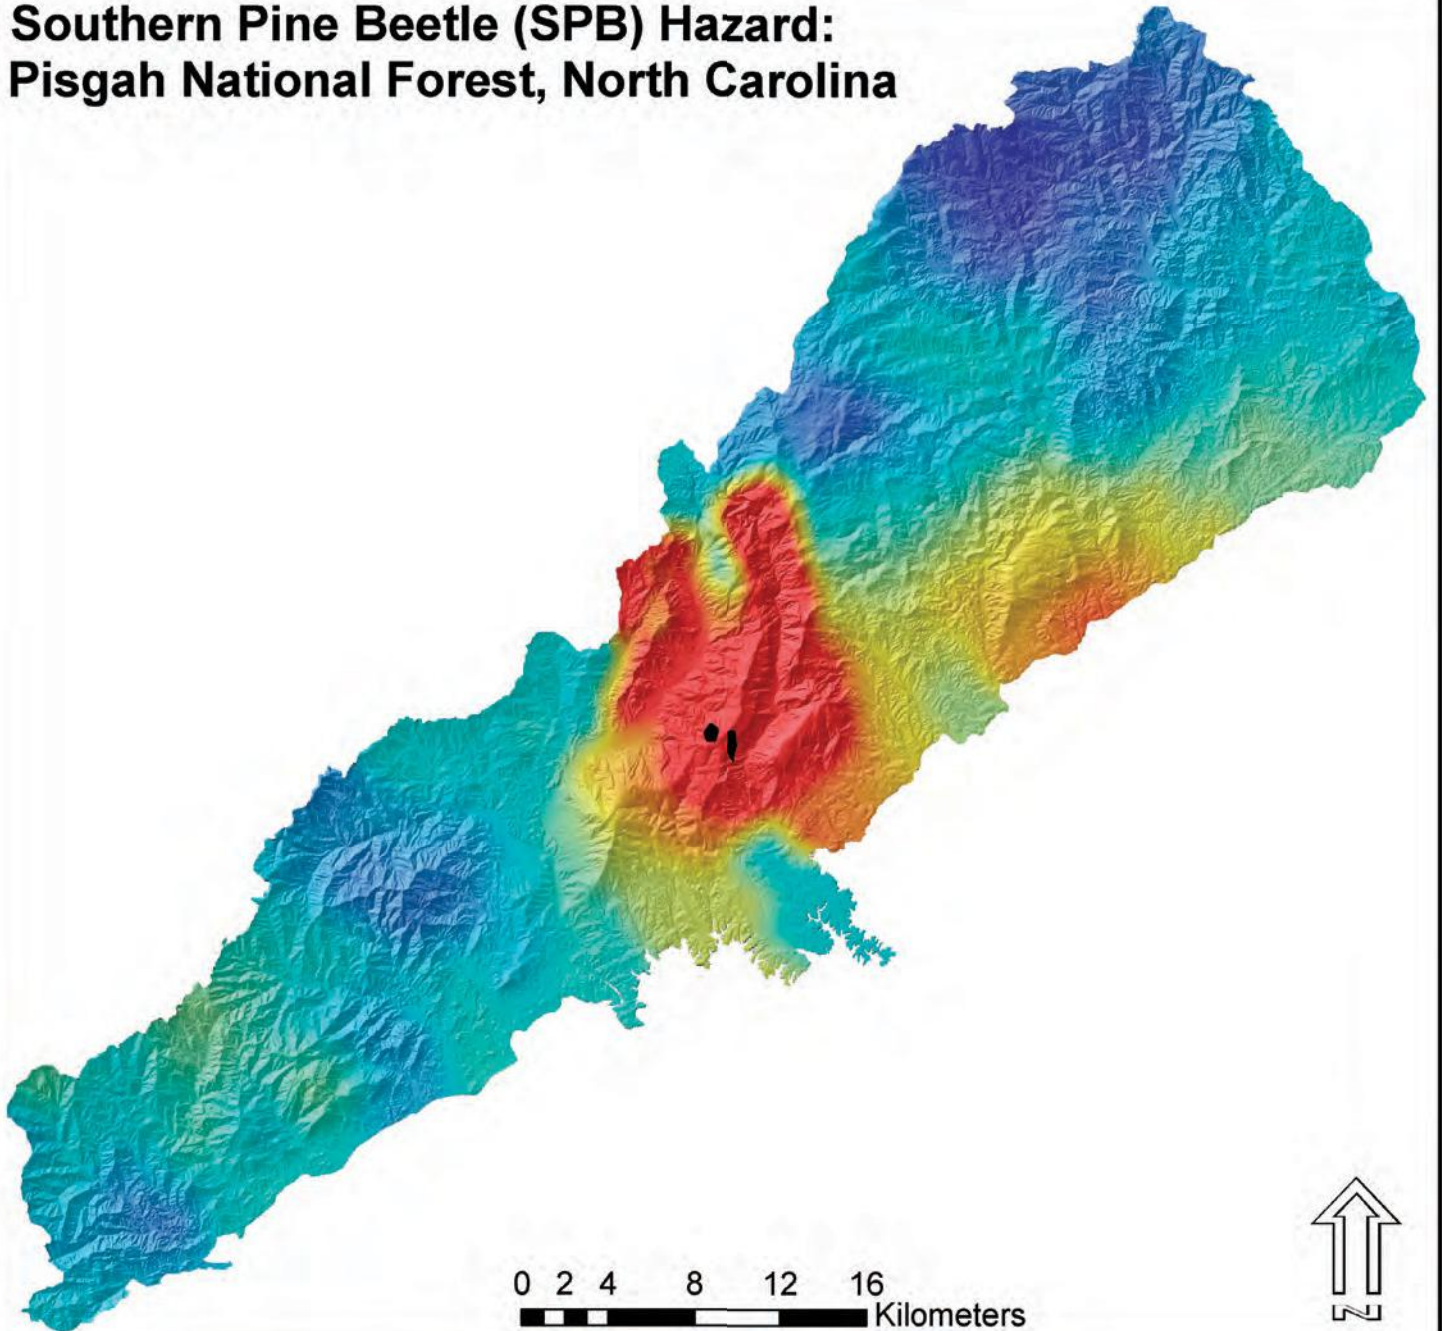 Southern Pine Beetle (SPB) Hazard:
Pisgah National Forest, North Carolina
0 2 4 8 12 16
Kilometers
N